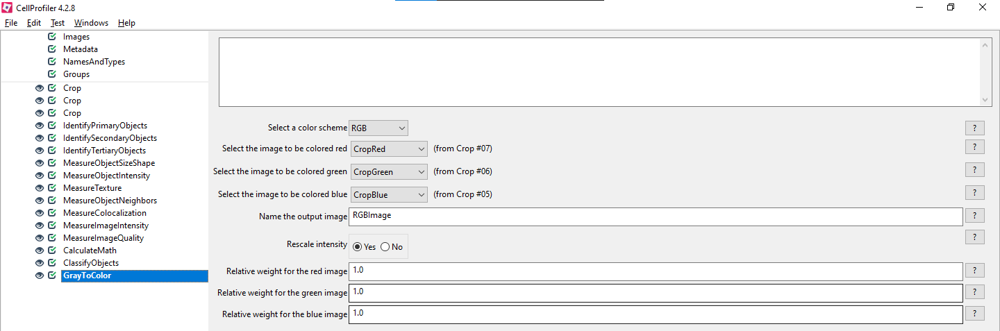 CellProfiler 4.2.8
File Edit Test Windows Help
Images
Metadata
NamesAndTypes
Groups
Crop
Crop
Crop
IdentifyPrimaryObjects
IdentifySecondaryObjects
IdentifyTertiaryObjects
MeasureObjectSizeShape
MeasureObjectIntensity
MeasureTexture
MeasureObjectNeighbors
MeasureColocalization
MeasureImageIntensity
MeasureImageQuality
CalculateMath
ClassifyObjects
GrayToColor
Select a color scheme RGB ?
Select the image to be colored red CropRed (from Crop #07) ?
Select the image to be colored green CropGreen (from Crop #06) ?
Select the image to be colored blue CropBlue (from Crop #05) ?
Name the output image RGBImage ?
Rescale intensity Yes No ?
Relative weight for the red image 1.0 ?
Relative weight for the green image 1.0 ?
Relative weight for the blue image 1.0 ?